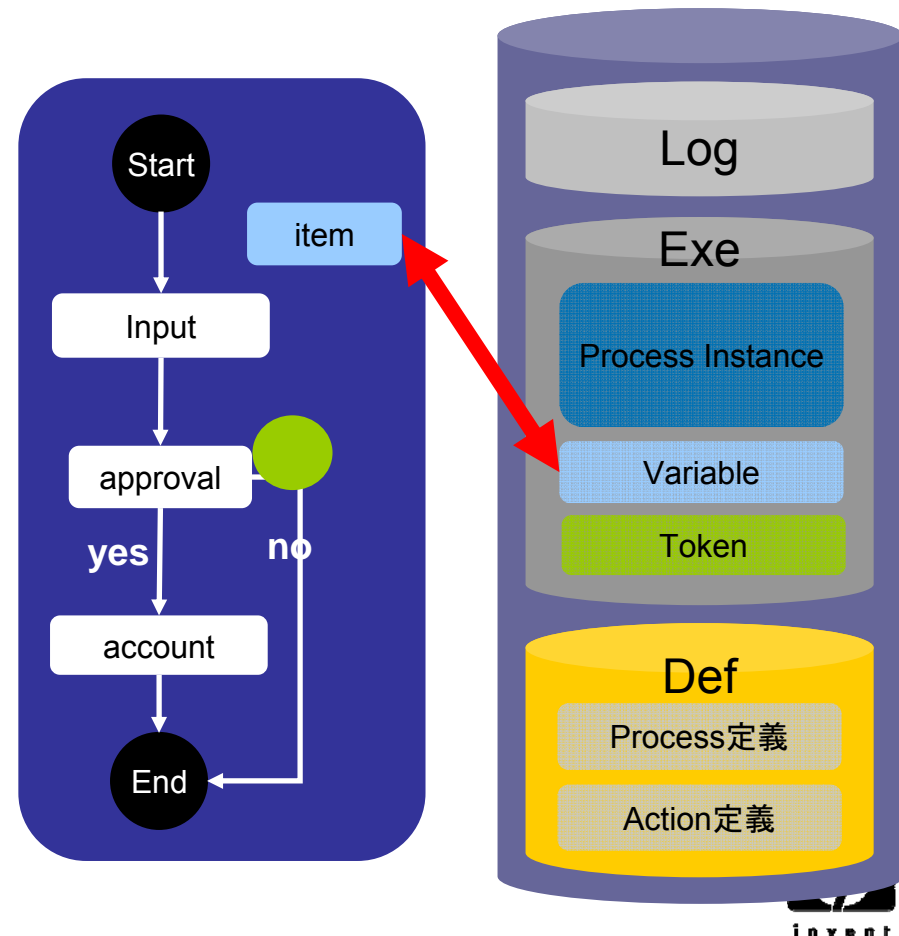 Start
item
Input
approval
yes
no
account
End
Log
Exe
Process Instance
Variable
Token
Def
Process定義
Action定義
invent